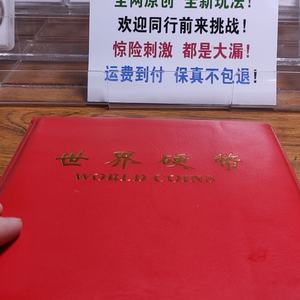 全网原创 全新玩法!
欢迎同行前来挑战!
惊险刺激 都是大漏!
运费到付 保真不包退!
世界硬幣
WORLD COINS